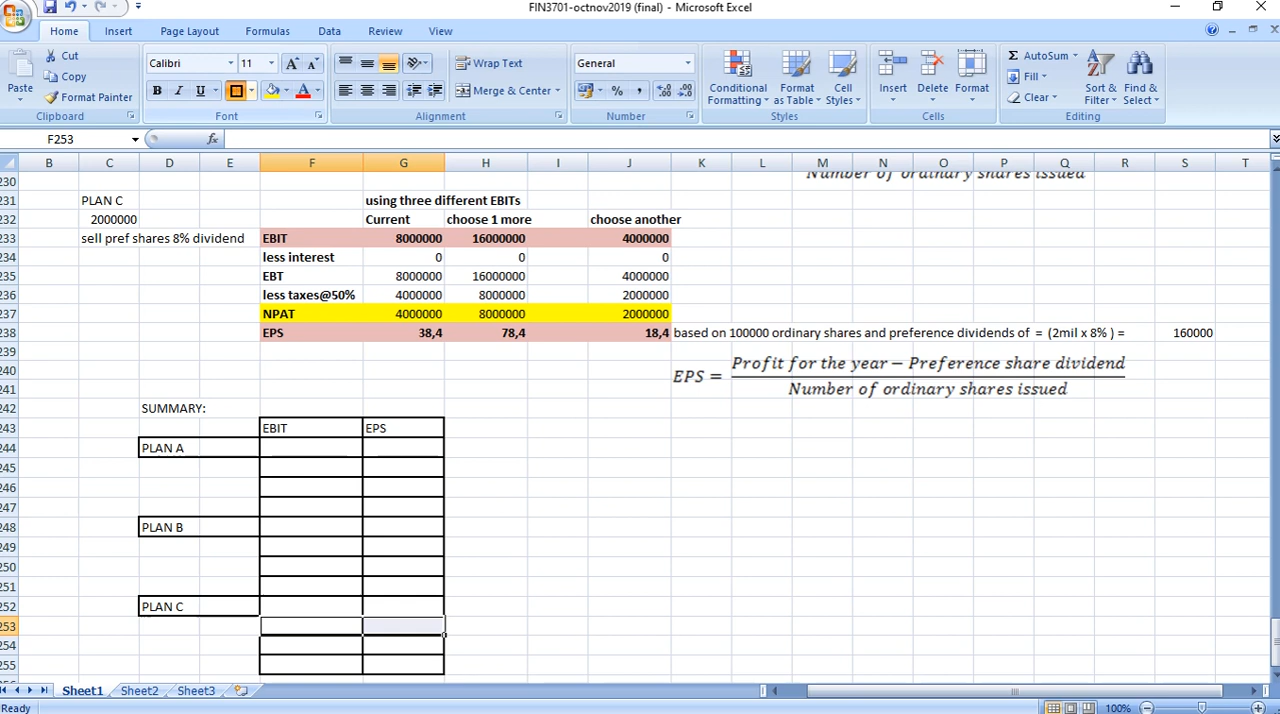 FIN3701-octnov2019 (final) - Microsoft Excel
Home Insert Page Layout Formulas Data Review View
Cut
Copy
Format Painter
Paste
Clipboard
Calibri 11
B I U
Font
Wrap Text
Merge & Center
Alignment
General
% ,
Number
Conditional Formatting
Format as Table
Cell Styles
Styles
Insert Delete Format
Cells
AutoSum
Fill
Clear
Sort & Filter
Find & Select
Editing
F253 fx
B C D E F G H I J K L M N O P Q R S T
230 Number of ordinary shares issued
231 PLAN C using three different EBITs
232 2000000 Current choose 1 more choose another
233 sell pref shares 8% dividend EBIT 8000000 16000000 4000000
234 less interest 0 0 0
235 EBT 8000000 16000000 4000000
236 less taxes@50% 4000000 8000000 2000000
237 NPAT 4000000 8000000 2000000
238 EPS 38,4 78,4 18,4 based on 100000 ordinary shares and preference dividends of = (2mil x 8% ) = 160000
239
240 EPS = Profit for the year − Preference share dividend
241 Number of ordinary shares issued
242 SUMMARY:
243 EBIT EPS
244 PLAN A
245
246
247
248 PLAN B
249
250
251
252 PLAN C
253
254
255
Sheet1 Sheet2 Sheet3
Ready 100%